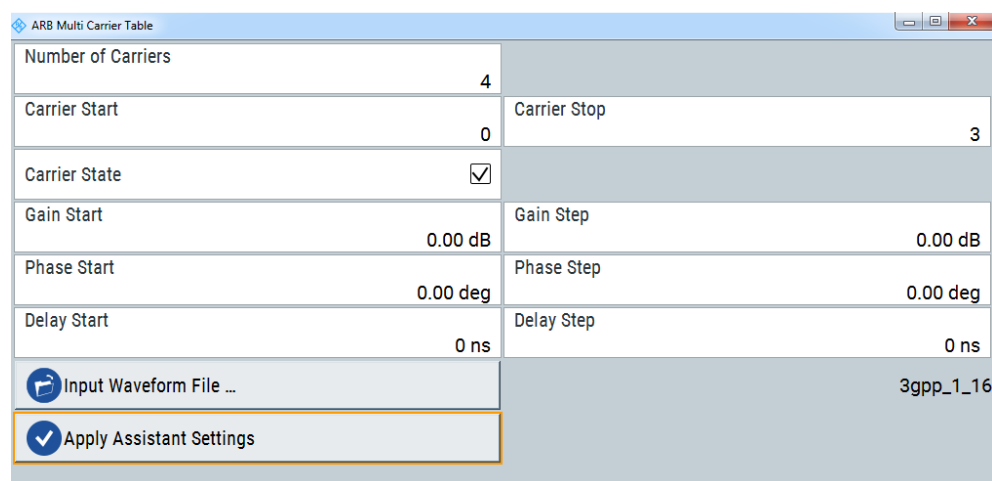 ARB Multi Carrier Table
Number of Carriers
4
Carrier Start
0
Carrier Stop
3
Carrier State
Gain Start
0.00 dB
Gain Step
0.00 dB
Phase Start
0.00 deg
Phase Step
0.00 deg
Delay Start
0 ns
Delay Step
0 ns
Input Waveform File ...
3gpp_1_16
Apply Assistant Settings